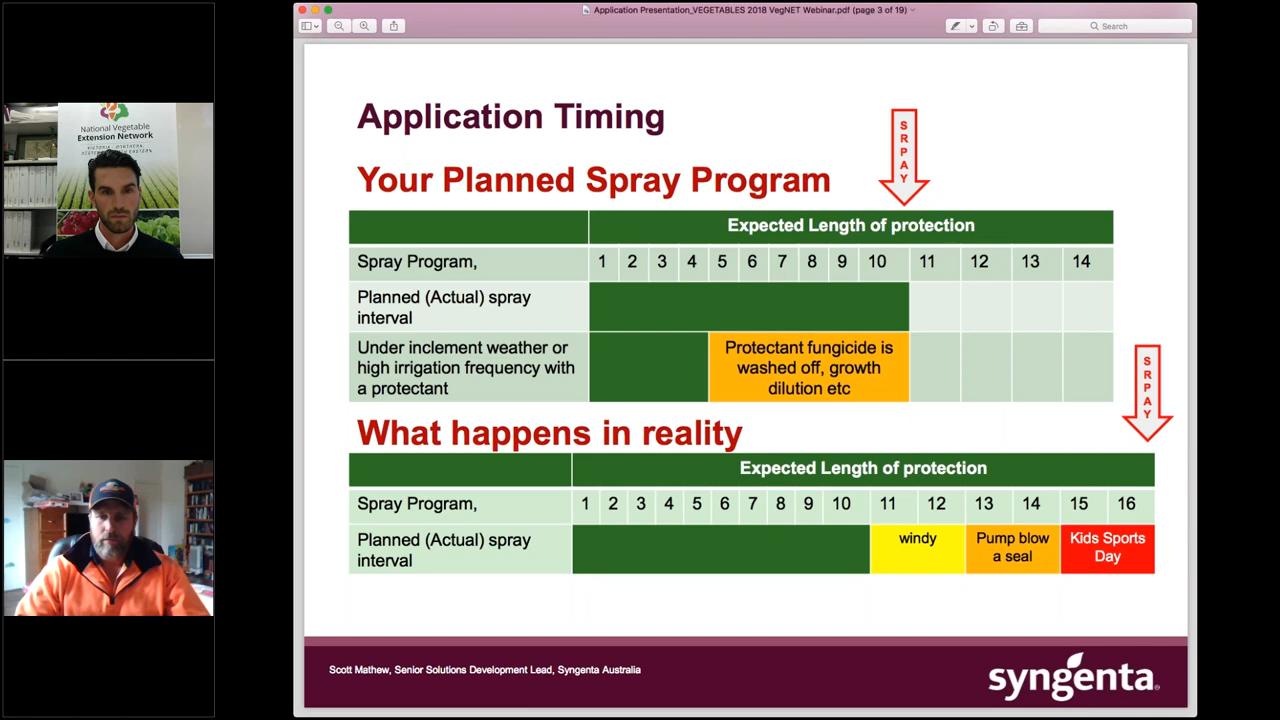 Application Presentation_VEGETABLES 2018 VegNET Webinar.pdf (page 3 of 19)
Search
National Vegetable
Extension Network
Application Timing
SRPAY
Your Planned Spray Program
Expected Length of protection
Spray Program, 1 2 3 4 5 6 7 8 9 10 11 12 13 14
Planned (Actual) spray
interval
Under inclement weather or
high irrigation frequency with
a protectant
Protectant fungicide is
washed off, growth
dilution etc
SRPAY
What happens in reality
Expected Length of protection
Spray Program, 1 2 3 4 5 6 7 8 9 10 11 12 13 14 15 16
Planned (Actual) spray
interval
windy
Pump blow
a seal
Kids Sports
Day
Scott Mathew, Senior Solutions Development Lead, Syngenta Australia
syngenta